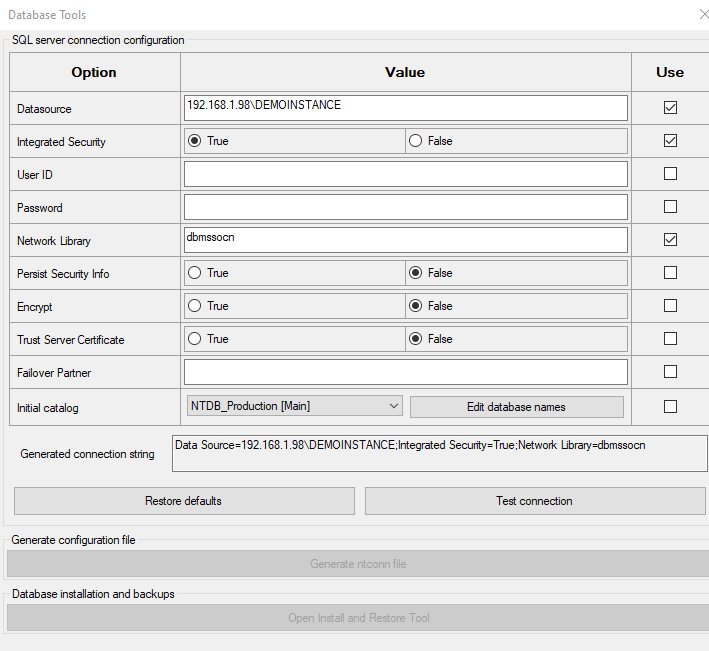 Database Tools
SQL server connection configuration
Option Value Use
Datasource 192.168.1.98\DEMOINSTANCE
Integrated Security True False
User ID
Password
Network Library dbmssocn
Persist Security Info True False
Encrypt True False
Trust Server Certificate True False
Failover Partner
Initial catalog NTDB_Production [Main] Edit database names
Generated connection string Data Source=192.168.1.98\DEMOINSTANCE;Integrated Security=True;Network Library=dbmssocn
Restore defaults Test connection
Generate configuration file
Generate ntconn file
Database installation and backups
Open Install and Restore Tool